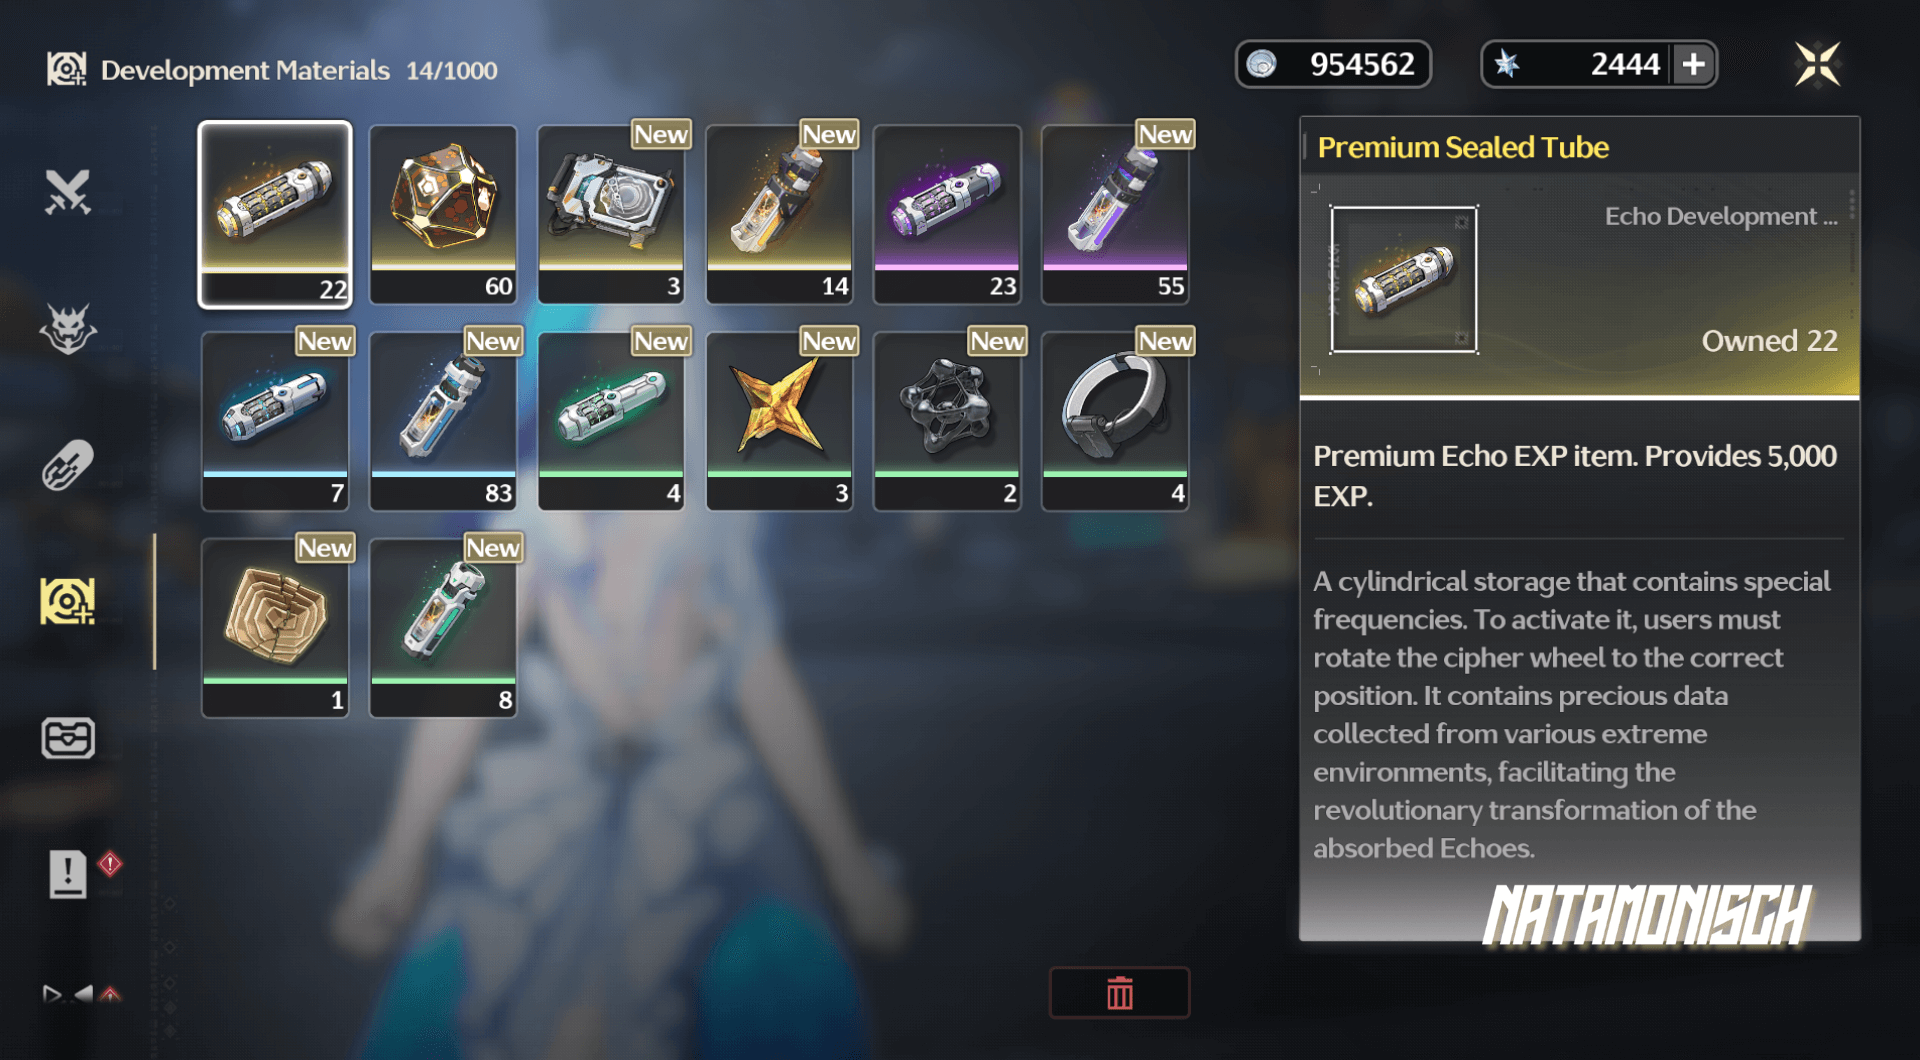 Development Materials 14/1000
954562
2444
22
60
New
3
New
14
23
New
55
New
7
New
83
New
4
New
3
New
2
New
4
New
1
New
8
Premium Sealed Tube
Echo Development ...
Owned 22
Premium Echo EXP item. Provides 5,000
EXP.
A cylindrical storage that contains special
frequencies. To activate it, users must
rotate the cipher wheel to the correct
position. It contains precious data
collected from various extreme
environments, facilitating the
revolutionary transformation of the
absorbed Echoes.
NATAMONISCH